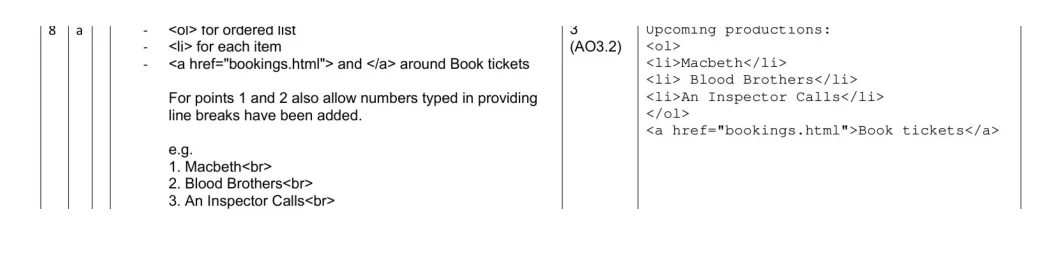 8 a
- <ol> for ordered list
- <li> for each item
- <a href="bookings.html"> and </a> around Book tickets
For points 1 and 2 also allow numbers typed in providing
line breaks have been added.
e.g.
1. Macbeth<br>
2. Blood Brothers<br>
3. An Inspector Calls<br>
3
(AO3.2)
Upcoming productions:
<ol>
<li>Macbeth</li>
<li> Blood Brothers</li>
<li>An Inspector Calls</li>
</ol>
<a href="bookings.html">Book tickets</a>